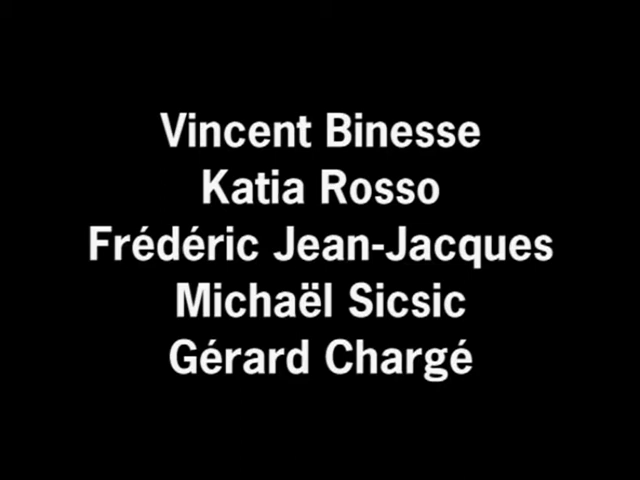 Vincent Binesse
Katia Rosso
Frédéric Jean-Jacques
Michaël Sicsic
Gérard Chargé